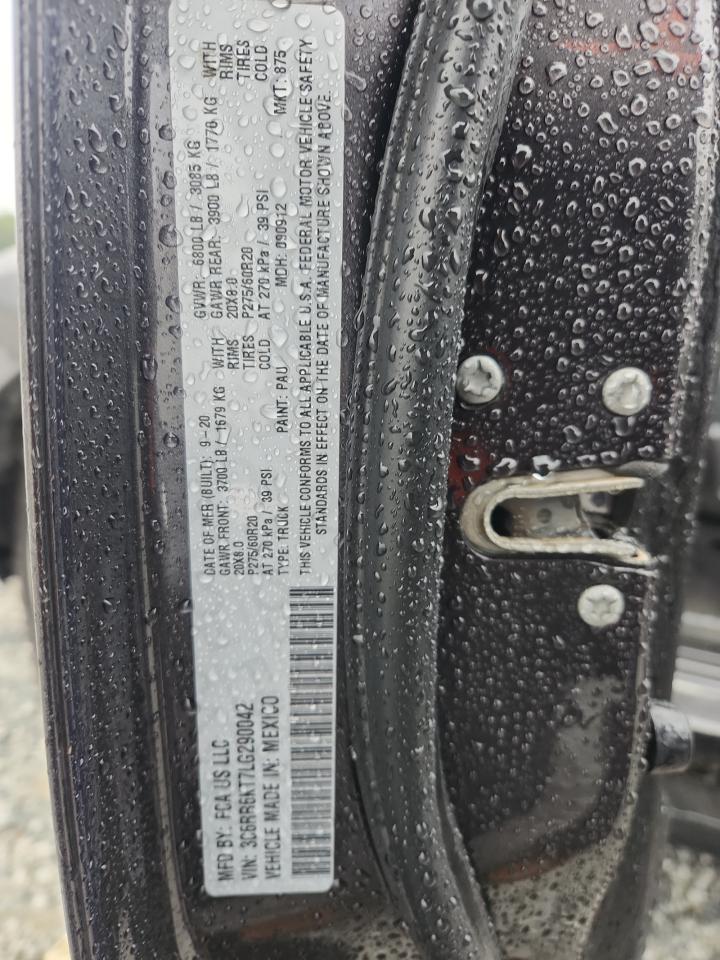 MFD BY: FCA US LLC
VIN: 3C6RR6KT7LG290042
VEHICLE MADE IN: MEXICO
DATE OF MFR (BUILT): 9-20
GVWR: 6800 LB / 3085 KG
GAWR FRONT: 3700 LB / 1679 KG WITH
GAWR REAR: 3900 LB / 1770 KG WITH
20X8.0 RIMS
20X8.0 RIMS
P275/60R20 TIRES
P275/60R20 TIRES
AT 270 kPa / 39 PSI COLD
AT 270 kPa / 39 PSI COLD
TYPE: TRUCK PAINT: PAU MDH: 090912 MKT: 875
THIS VEHICLE CONFORMS TO ALL APPLICABLE U.S.A. FEDERAL MOTOR VEHICLE SAFETY
STANDARDS IN EFFECT ON THE DATE OF MANUFACTURE SHOWN ABOVE.